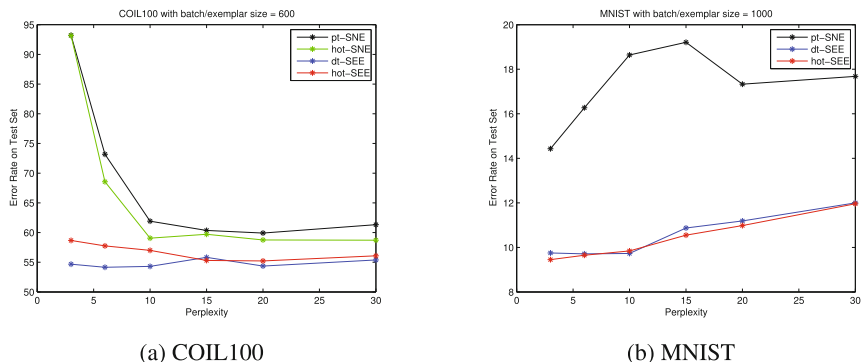 COIL100 with batch/exemplar size = 600
95
90
85
80
75
70
65
60
55
50
Error Rate on Test Set
pt−SNE
hot−SNE
dt−SEE
hot−SEE
0
5
10
15
20
25
30
Perplexity
(a) COIL100
MNIST with batch/exemplar size = 1000
20
18
16
14
12
10
8
Error Rate on Test Set
pt−SNE
dt−SEE
hot−SEE
0
5
10
15
20
25
30
Perplexity
(b) MNIST